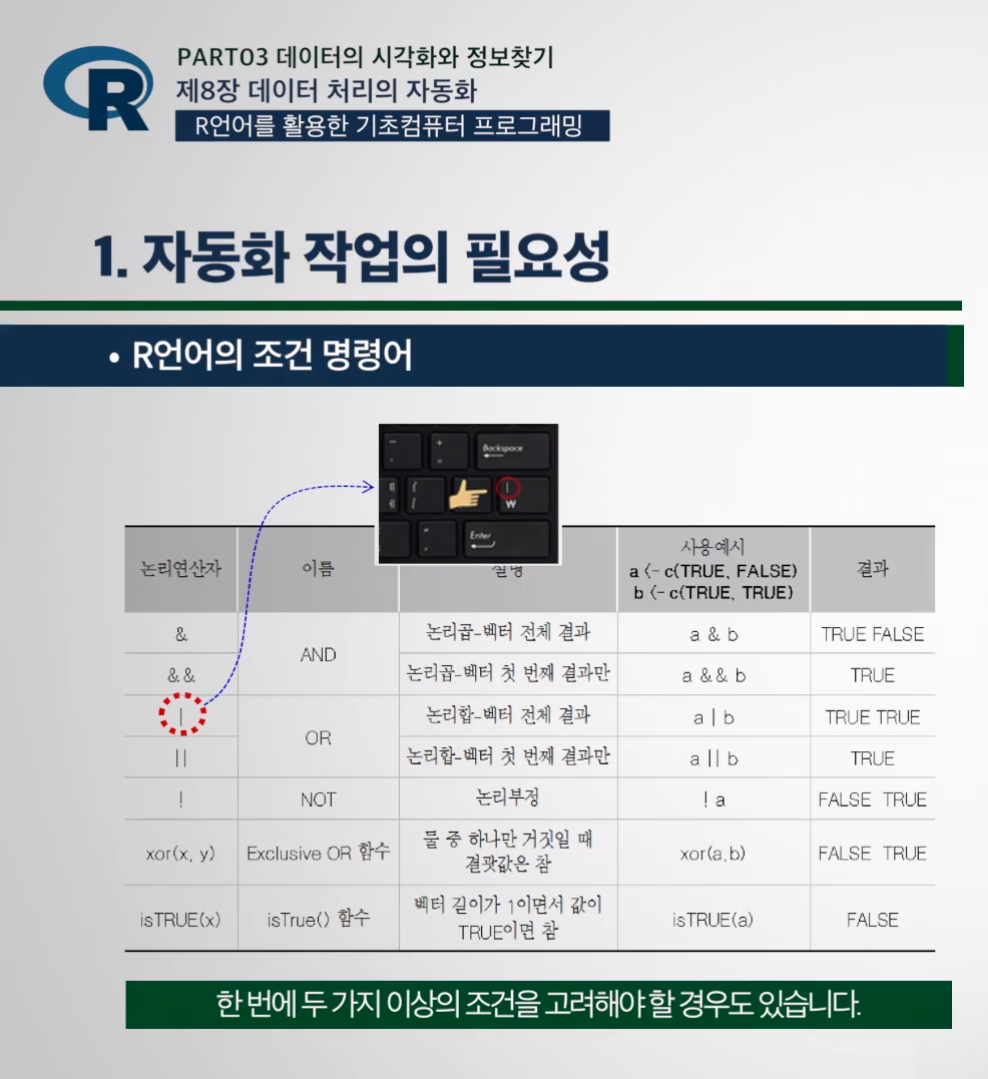 R
PART03 데이터의 시각화와 정보찾기
제8장 데이터 처리의 자동화
R언어를 활용한 기초컴퓨터 프로그래밍
1. 자동화 작업의 필요성
• R언어의 조건 명령어
Backspace
₩
Enter
논리연산자 이름 설명 사용예시 결과
a <- c(TRUE, FALSE)
b <- c(TRUE, TRUE)
& AND 논리곱-벡터 전체 결과 a & b TRUE FALSE
&& 논리곱-벡터 첫 번째 결과만 a && b TRUE
| OR 논리합-벡터 전체 결과 a | b TRUE TRUE
|| 논리합-벡터 첫 번째 결과만 a || b TRUE
! NOT 논리부정 ! a FALSE TRUE
xor(x, y) Exclusive OR 함수 둘 중 하나만 거짓일 때 xor(a,b) FALSE TRUE
결괏값은 참
isTRUE(x) isTrue() 함수 벡터 길이가 1이면서 값이 isTRUE(a) FALSE
TRUE이면 참
한 번에 두 가지 이상의 조건을 고려해야 할 경우도 있습니다.